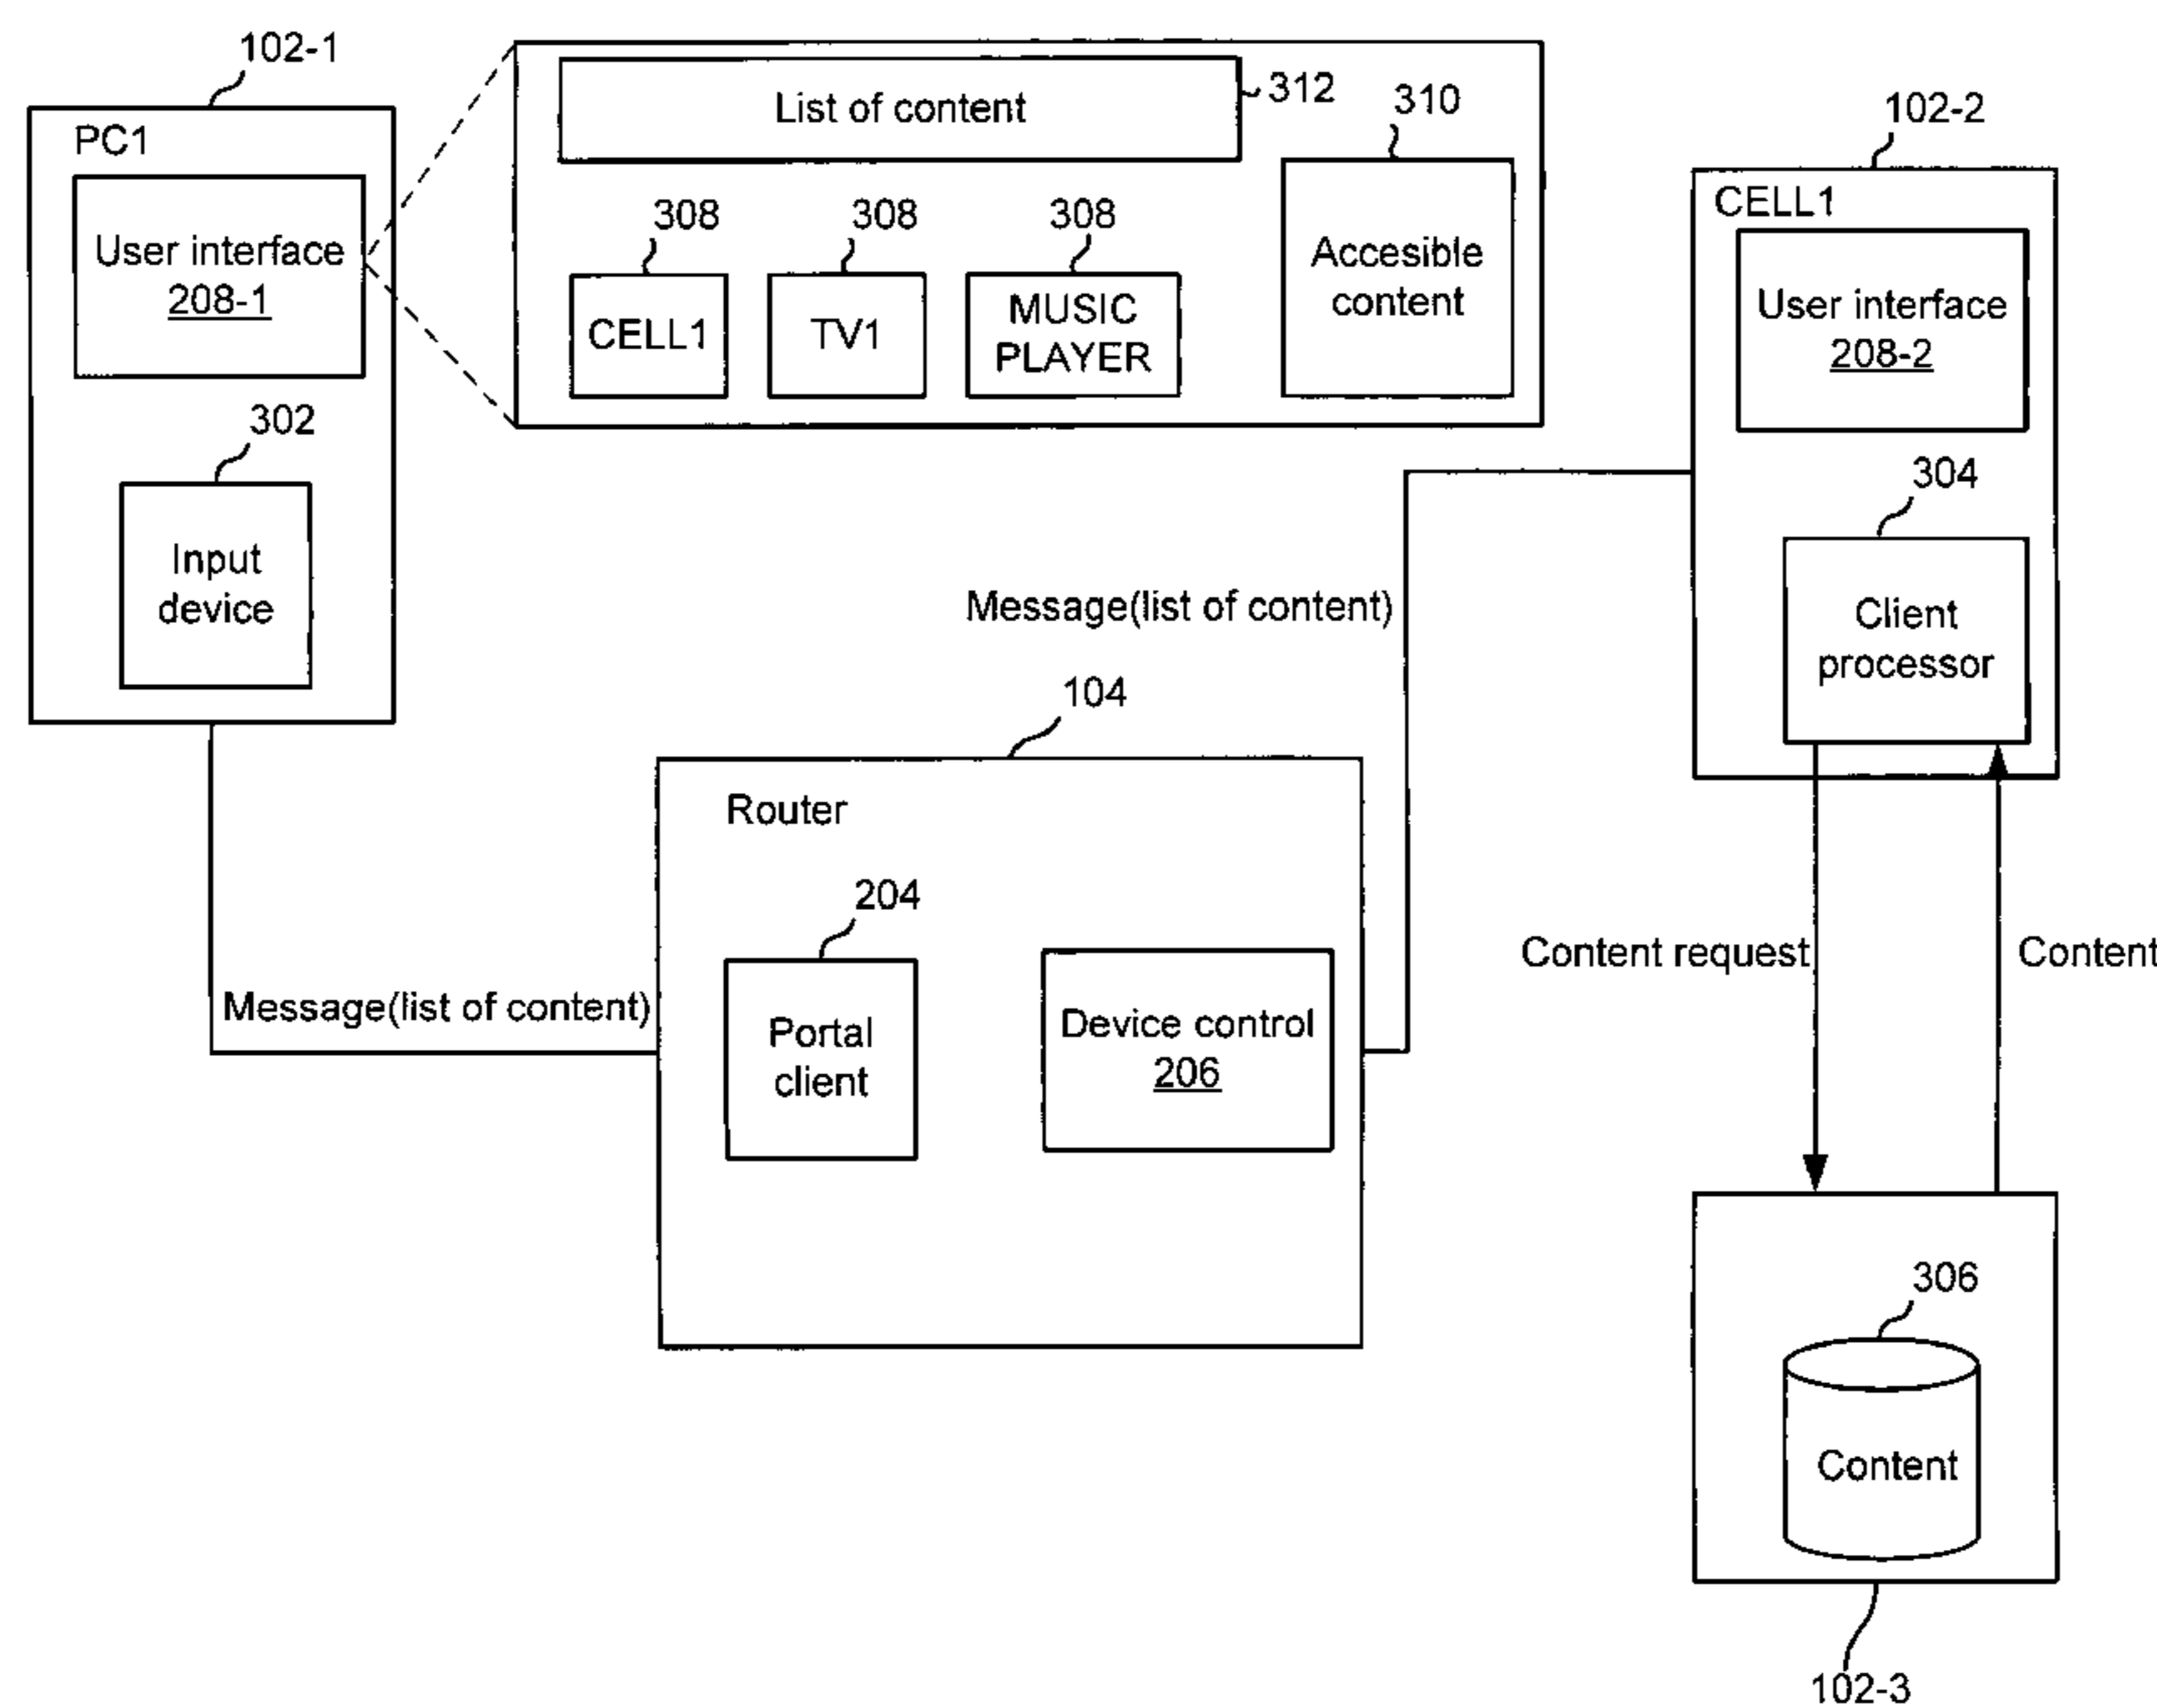 102-1
PC1
User interface
208-1
302
Input
device
List of content
312
310
308
308
308
CELL1
TV1
MUSIC
PLAYER
Accesible
content
102-2
CELL1
User interface
208-2
304
Client
processor
Message(list of content)
104
Router
204
Portal
client
Device control
206
Message(list of content)
Content request
Content
306
Content
102-3